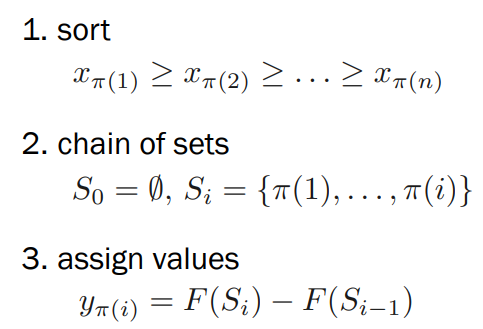 1. sort
x_{π(1)} ≥ x_{π(2)} ≥ … ≥ x_{π(n)}
2. chain of sets
S_0 = ∅, S_i = {π(1), …, π(i)}
3. assign values
y_{π(i)} = F(S_i) − F(S_{i−1})